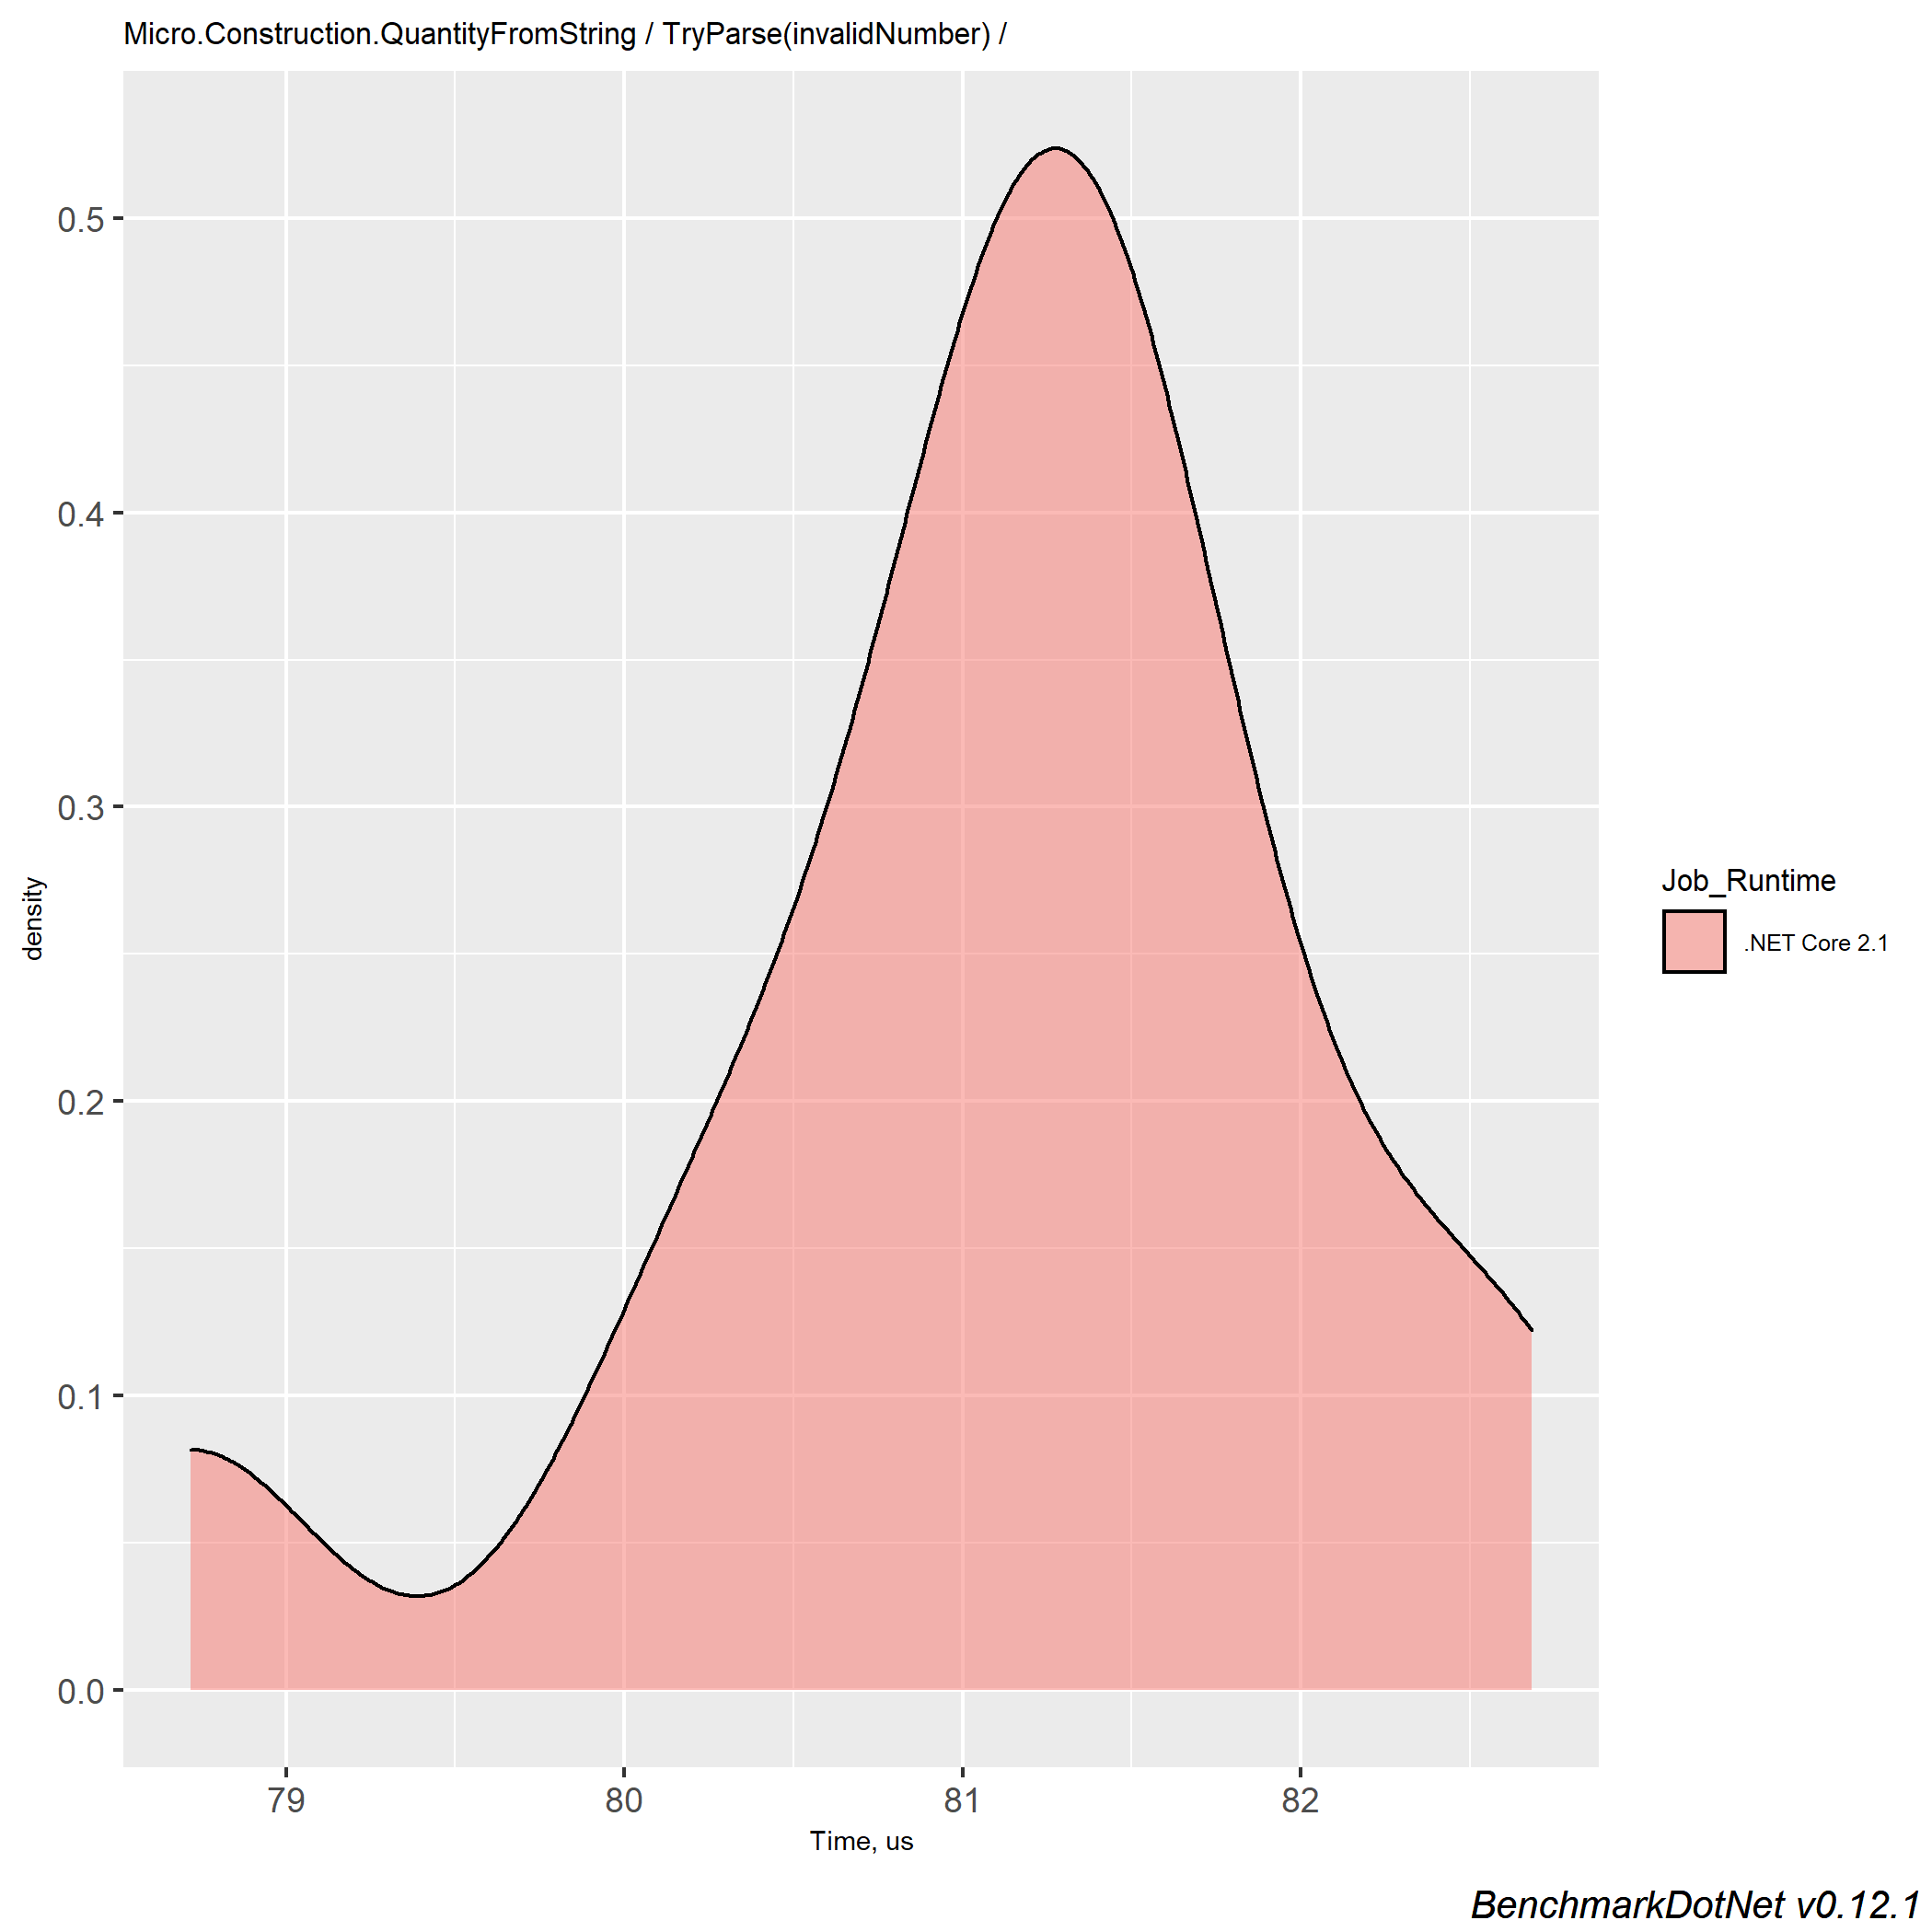 Micro.Construction.QuantityFromString / TryParse(invalidNumber) /
0.5
0.4
0.3
0.2
0.1
0.0
density
79 80 81 82
Time, us
Job_Runtime
.NET Core 2.1
BenchmarkDotNet v0.12.1